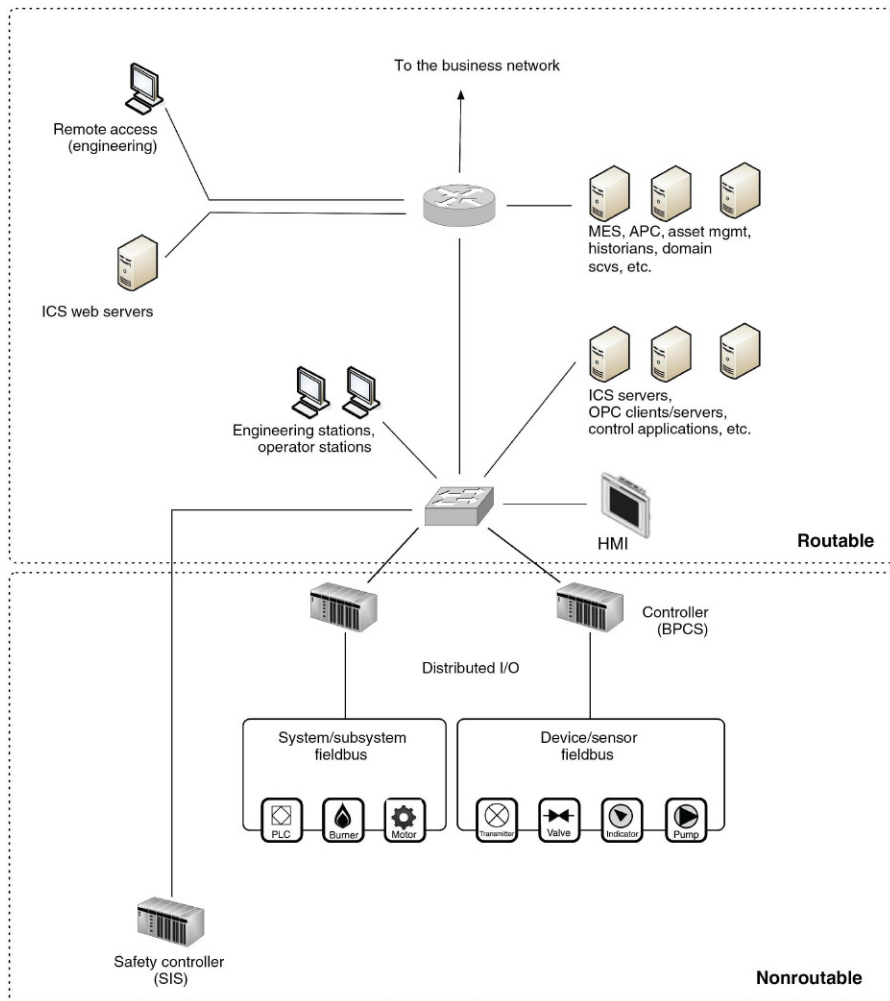 To the business network
Remote access
(engineering)
MES, APC, asset mgmt,
historians, domain
scvs, etc.
ICS web servers
Engineering stations,
operator stations
ICS servers,
OPC clients/servers,
control applications, etc.
HMI
Routable
Controller
(BPCS)
Distributed I/O
System/subsystem
fieldbus
Device/sensor
fieldbus
PLC
Burner
Motor
Transmitter
Valve
Indicator
Pump
Safety controller
(SIS)
Nonroutable